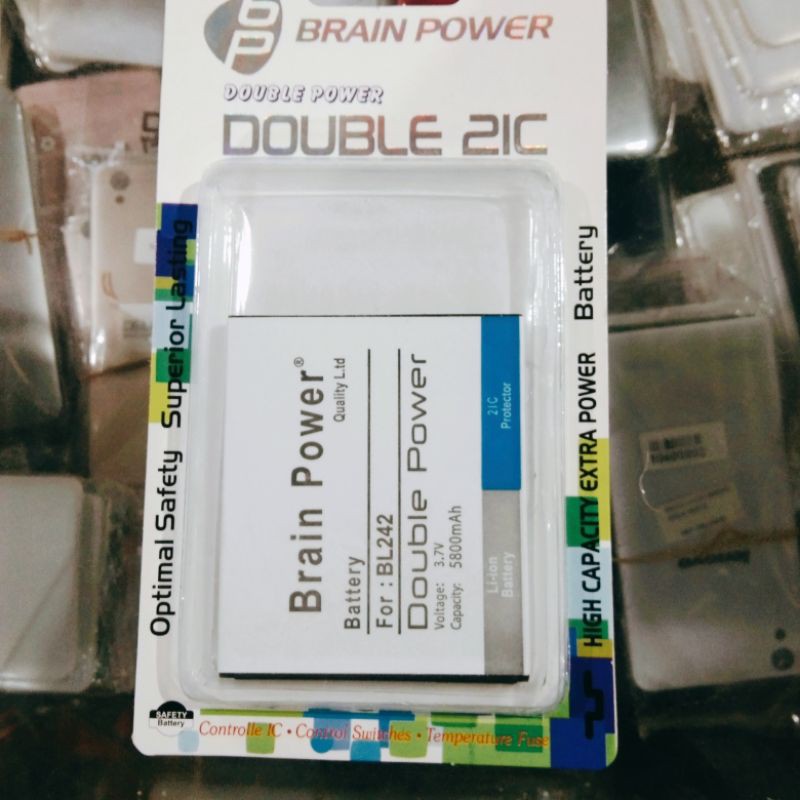 BP
BRAIN POWER
DOUBLE POWER
DOUBLE 2IC
Optimal Safety Superior Lasting
Brain Power®
Quality L.td
Battery
For : BL242
Double Power
Voltage: 3.7V
Capacity: 5800mAh
2IC
Protector
Li-Ion
Battery
HIGH CAPACITY EXTRA POWER Battery
SAFETY
Battery
Controlle IC • Control Switches • Temperature Fuse